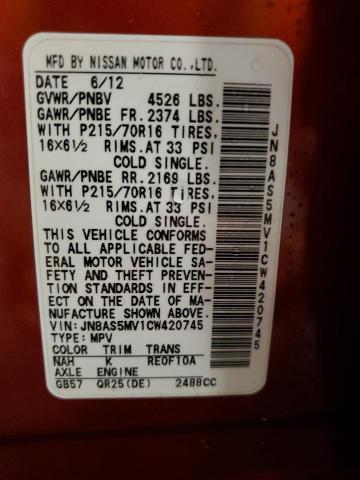 MFD BY NISSAN MOTOR CO.,LTD.
DATE 6/12
GVWR/PNBV 4526 LBS.
GAWR/PNBE FR. 2374 LBS.
WITH P215/70R16 TIRES,
16X6½ RIMS.AT 33 PSI
COLD SINGLE.
GAWR/PNBE RR. 2169 LBS.
WITH P215/70R16 TIRES,
16X6½ RIMS.AT 33 PSI
COLD SINGLE.
THIS VEHICLE CONFORMS
TO ALL APPLICABLE FED-
ERAL MOTOR VEHICLE SA-
FETY AND THEFT PREVEN-
TION STANDARDS IN EFF-
ECT ON THE DATE OF MA-
NUFACTURE SHOWN ABOVE.
VIN:JN8AS5MV1CW420745
TYPE: MPV
COLOR TRIM TRANS
NAH K RE0F10A
AXLE ENGINE
GB57 QR25(DE) 2488CC
JN8AS5MV1CW420745